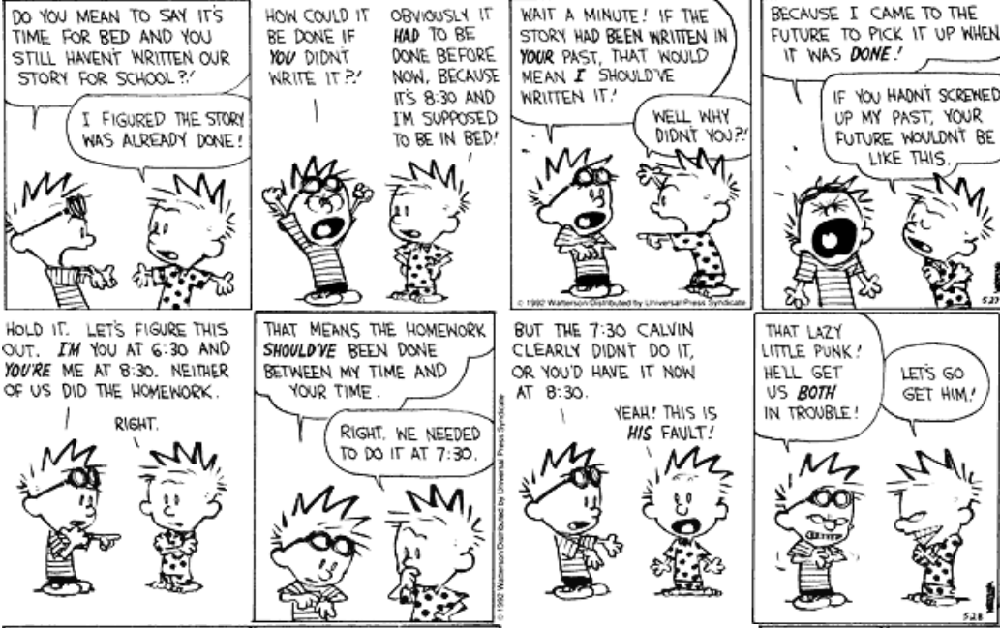 DO YOU MEAN TO SAY IT'S
TIME FOR BED AND YOU
STILL HAVEN'T WRITTEN OUR
STORY FOR SCHOOL?!
I FIGURED THE STORY
WAS ALREADY DONE!
HOW COULD IT
BE DONE IF
YOU DIDN'T
WRITE IT?!
OBVIOUSLY IT
HAD TO BE
DONE BEFORE
NOW, BECAUSE
IT'S 8:30 AND
I'M SUPPOSED
TO BE IN BED!
WAIT A MINUTE! IF THE
STORY HAD BEEN WRITTEN IN
YOUR PAST, THAT WOULD
MEAN I SHOULD'VE
WRITTEN IT!
WELL WHY
DIDN'T YOU?!
© 1992 Watterson/Distributed by Universal Press Syndicate
BECAUSE I CAME TO THE
FUTURE TO PICK IT UP WHEN
IT WAS DONE!
IF YOU HADN'T SCREWED
UP MY PAST, YOUR
FUTURE WOULDN'T BE
LIKE THIS.
5.27
HOLD IT. LET'S FIGURE THIS
OUT. I'M YOU AT 6:30 AND
YOU'RE ME AT 8:30. NEITHER
OF US DID THE HOMEWORK.
RIGHT.
THAT MEANS THE HOMEWORK
SHOULD'VE BEEN DONE
BETWEEN MY TIME AND
YOUR TIME.
RIGHT. WE NEEDED
TO DO IT AT 7:30.
© 1992 Watterson/Distributed by Universal Press Syndicate
BUT THE 7:30 CALVIN
CLEARLY DIDN'T DO IT,
OR YOU'D HAVE IT NOW
AT 8:30.
YEAH! THIS IS
HIS FAULT!
THAT LAZY
LITTLE PUNK!
HE'LL GET
US BOTH
IN TROUBLE!
LET'S GO
GET HIM!
5.28